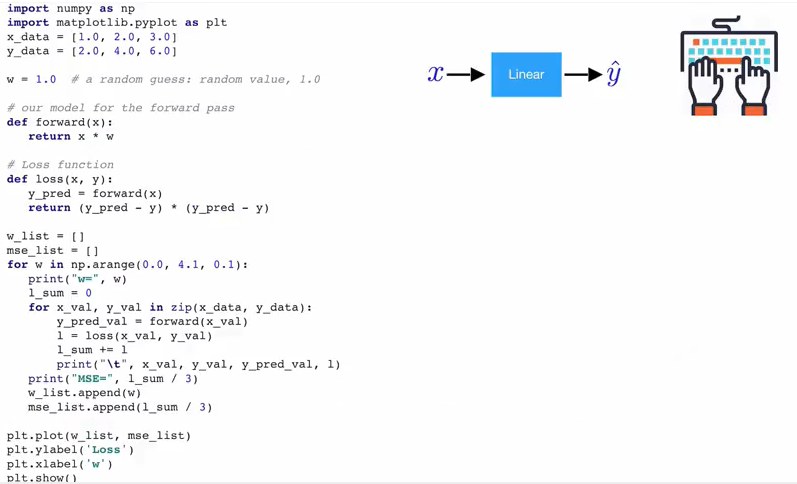 import numpy as np
import matplotlib.pyplot as plt
x_data = [1.0, 2.0, 3.0]
y_data = [2.0, 4.0, 6.0]
w = 1.0  # a random guess: random value, 1.0
# our model for the forward pass
def forward(x):
    return x * w
# Loss function
def loss(x, y):
    y_pred = forward(x)
    return (y_pred - y) * (y_pred - y)
w_list = []
mse_list = []
for w in np.arange(0.0, 4.1, 0.1):
    print("w=", w)
    l_sum = 0
    for x_val, y_val in zip(x_data, y_data):
        y_pred_val = forward(x_val)
        l = loss(x_val, y_val)
        l_sum += l
        print("\t", x_val, y_val, y_pred_val, l)
    print("MSE=", l_sum / 3)
    w_list.append(w)
    mse_list.append(l_sum / 3)
plt.plot(w_list, mse_list)
plt.ylabel('Loss')
plt.xlabel('w')
plt.show()
x Linear ŷ